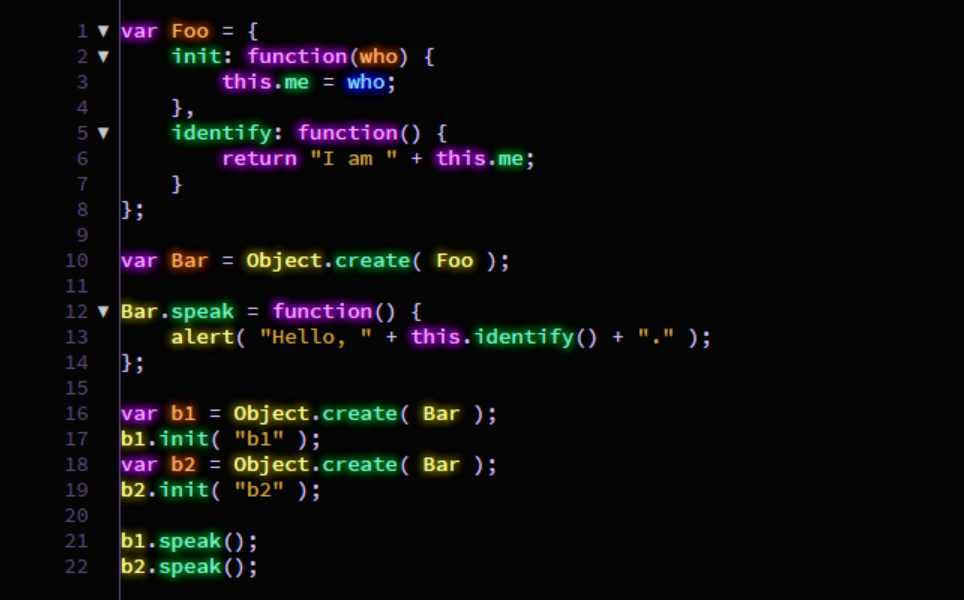 1 ▼ var Foo = {
2 ▼     init: function(who) {
3             this.me = who;
4         },
5 ▼     identify: function() {
6             return "I am " + this.me;
7         }
8     };
9
10    var Bar = Object.create( Foo );
11
12 ▼ Bar.speak = function() {
13        alert( "Hello, " + this.identify() + "." );
14    };
15
16    var b1 = Object.create( Bar );
17    b1.init( "b1" );
18    var b2 = Object.create( Bar );
19    b2.init( "b2" );
20
21    b1.speak();
22    b2.speak();